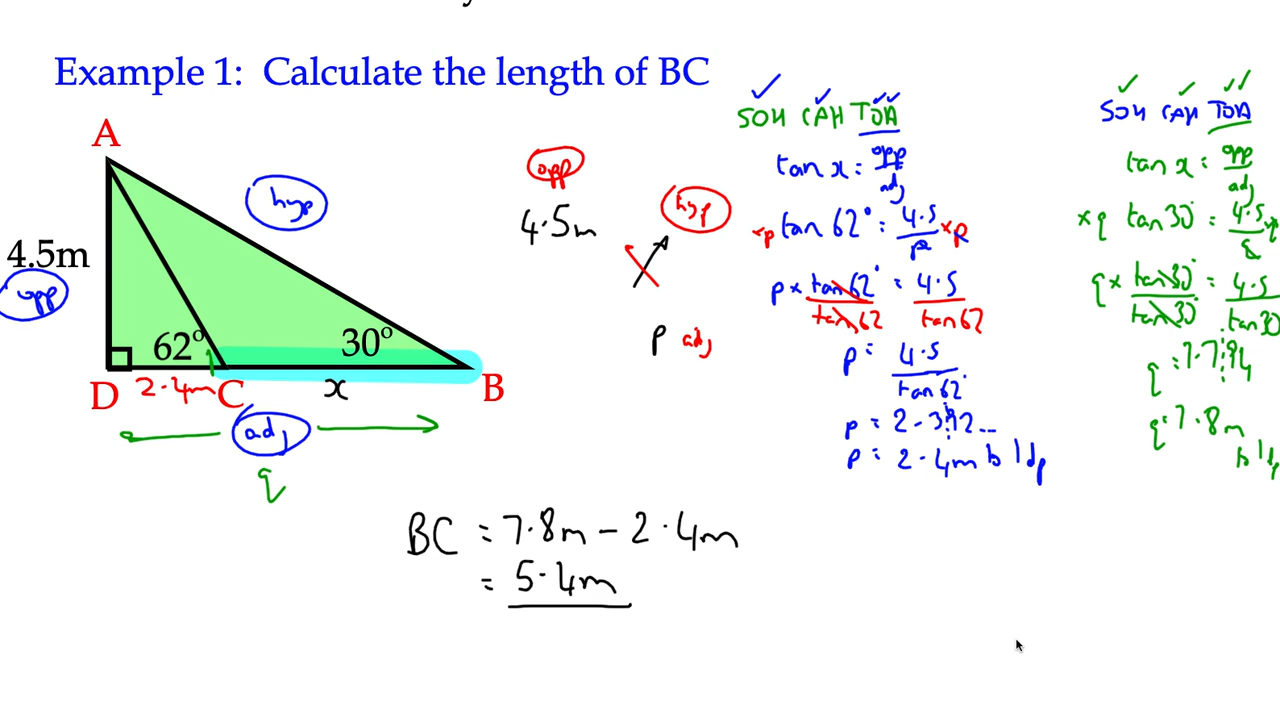 Example 1: Calculate the length of BC
A
hyp
4.5m
opp
62°
30°
D
2.4m
C
x
B
adj
q
opp
4.5m
hyp
p adj
SOH CAH TOA
tan x = opp/adj
×p tan 62° = 4.5/p ×p
p × tan 62°/tan 62 = 4.5/tan 62
p = 4.5/tan 62°
p = 2.392...
p = 2.4m to 1dp
SOH CAH TOA
tan x = opp/adj
×q tan 30° = 4.5/q ×q
q × tan 30°/tan 30° = 4.5/tan 30
q = 7.794
q = 7.8m
to 1dp
BC = 7.8m - 2.4m
= 5.4m